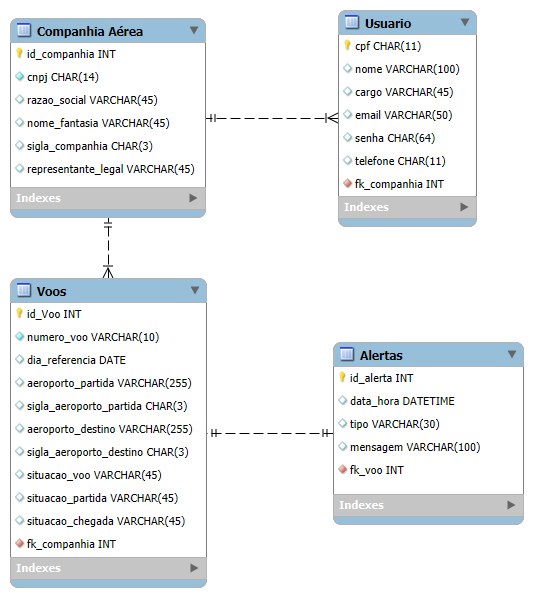 Companhia Aérea
id_companhia INT
cnpj CHAR(14)
razao_social VARCHAR(45)
nome_fantasia VARCHAR(45)
sigla_companhia CHAR(3)
representante_legal VARCHAR(45)
Indexes
Usuario
cpf CHAR(11)
nome VARCHAR(100)
cargo VARCHAR(45)
email VARCHAR(50)
senha CHAR(64)
telefone CHAR(11)
fk_companhia INT
Indexes
Voos
id_Voo INT
numero_voo VARCHAR(10)
dia_referencia DATE
aeroporto_partida VARCHAR(255)
sigla_aeroporto_partida CHAR(3)
aeroporto_destino VARCHAR(255)
sigla_aeroporto_destino CHAR(3)
situacao_voo VARCHAR(45)
situacao_partida VARCHAR(45)
situacao_chegada VARCHAR(45)
fk_companhia INT
Indexes
Alertas
id_alerta INT
data_hora DATETIME
tipo VARCHAR(30)
mensagem VARCHAR(100)
fk_voo INT
Indexes